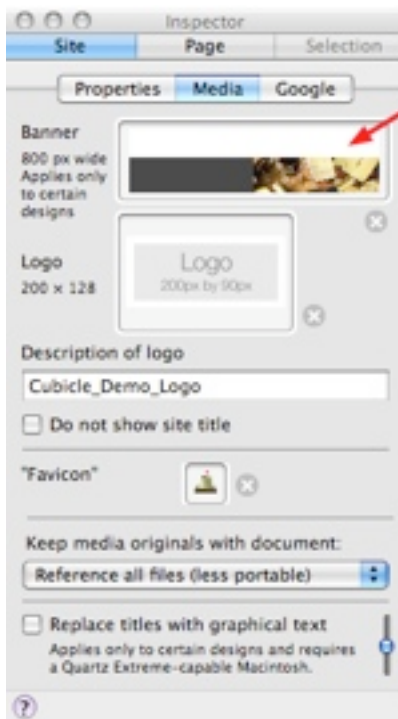 Inspector
Site Page Selection
Properties Media Google
Banner
800 px wide
Applies only
to certain
designs
Logo
200 x 128
Logo
200px by 90px
Description of logo
Cubicle_Demo_Logo
Do not show site title
"Favicon"
Keep media originals with document:
Reference all files (less portable)
Replace titles with graphical text
Applies only to certain designs and requires
a Quartz Extreme-capable Macintosh.
?